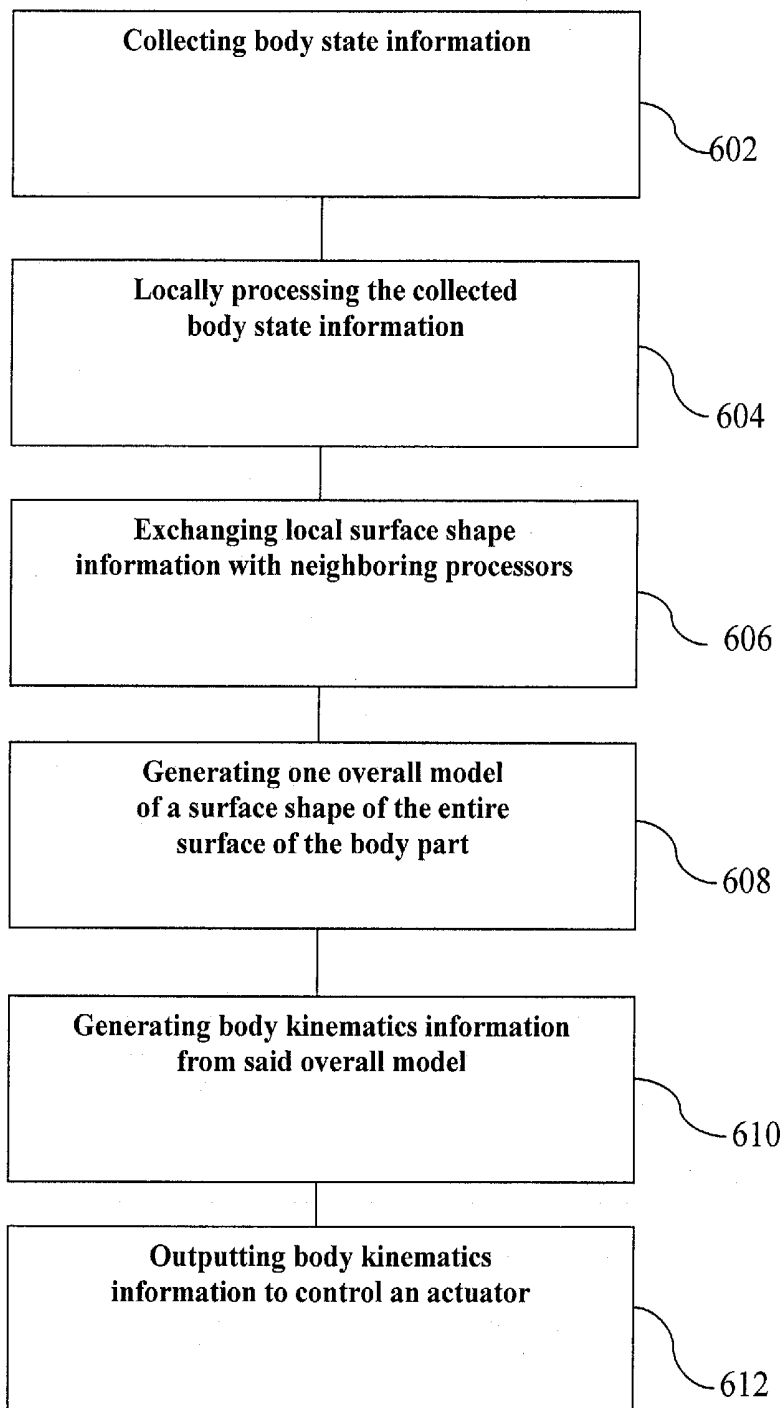 Collecting body state information
602
Locally processing the collected
body state information
604
Exchanging local surface shape
information with neighboring processors
606
Generating one overall model
of a surface shape of the entire
surface of the body part
608
Generating body kinematics information
from said overall model
610
Outputting body kinematics
information to control an actuator
612